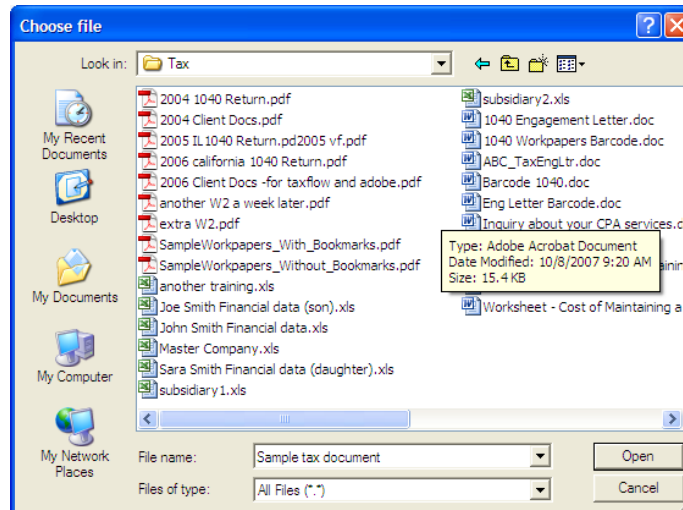 Choose file
Look in:
Tax
My Recent
Documents
Desktop
My Documents
My Computer
My Network
Places
2004 1040 Return.pdf
2004 Client Docs.pdf
2005 IL1040 Return.pd2005 vf.pdf
2006 california 1040 Return.pdf
2006 Client Docs -for taxflow and adobe.pdf
another W2 a week later.pdf
extra W2.pdf
SampleWorkpapers_With_Bookmarks.pdf
SampleWorkpapers_Without_Bookmarks.pdf
another training.xls
Joe Smith Financial data (son).xls
John Smith Financial data.xls
Master Company.xls
Sara Smith Financial data (daughter).xls
subsidiary1.xls
subsidiary2.xls
1040 Engagement Letter.doc
1040 Workpapers Barcode.doc
ABC_TaxEngLtr.doc
Barcode 1040.doc
Eng Letter Barcode.doc
Inquiry about your CPA services.
Type: Adobe Acrobat Document
Date Modified: 10/8/2007 9:20 AM
Size: 15.4 KB
Worksheet - Cost of Maintaining a
File name:
Sample tax document
Open
Files of type:
All Files (*.*)
Cancel